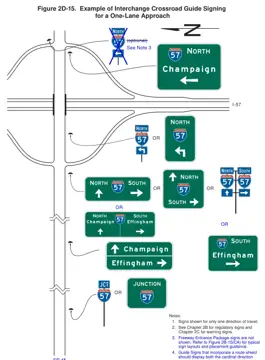 Figure 2D-15.  Example of Interchange Crossroad Guide Signing
for a One-Lane Approach
N
NORTH
57
(optional)
See Note 3
57 NORTH
Champaign
I-57
NORTH
57
OR
57
NORTH SOUTH
57
OR
NORTH
57
SOUTH
OR
NORTH SOUTH
57 57
OR
NORTH 57 SOUTH
Champaign Effingham
OR
Champaign
Effingham
JCT
57
OR
JUNCTION
57
Notes:
1. Signs shown for only one direction of travel.
2. See Chapter 2B for regulatory signs and
Chapter 2C for warning signs.
3. Freeway Entrance Package signs are not
shown. Refer to Figure 2B-15(CA) for typical
sign layouts and placement guidance.
4. Guide Signs that incorporate a route shield
should display both the cardinal direction